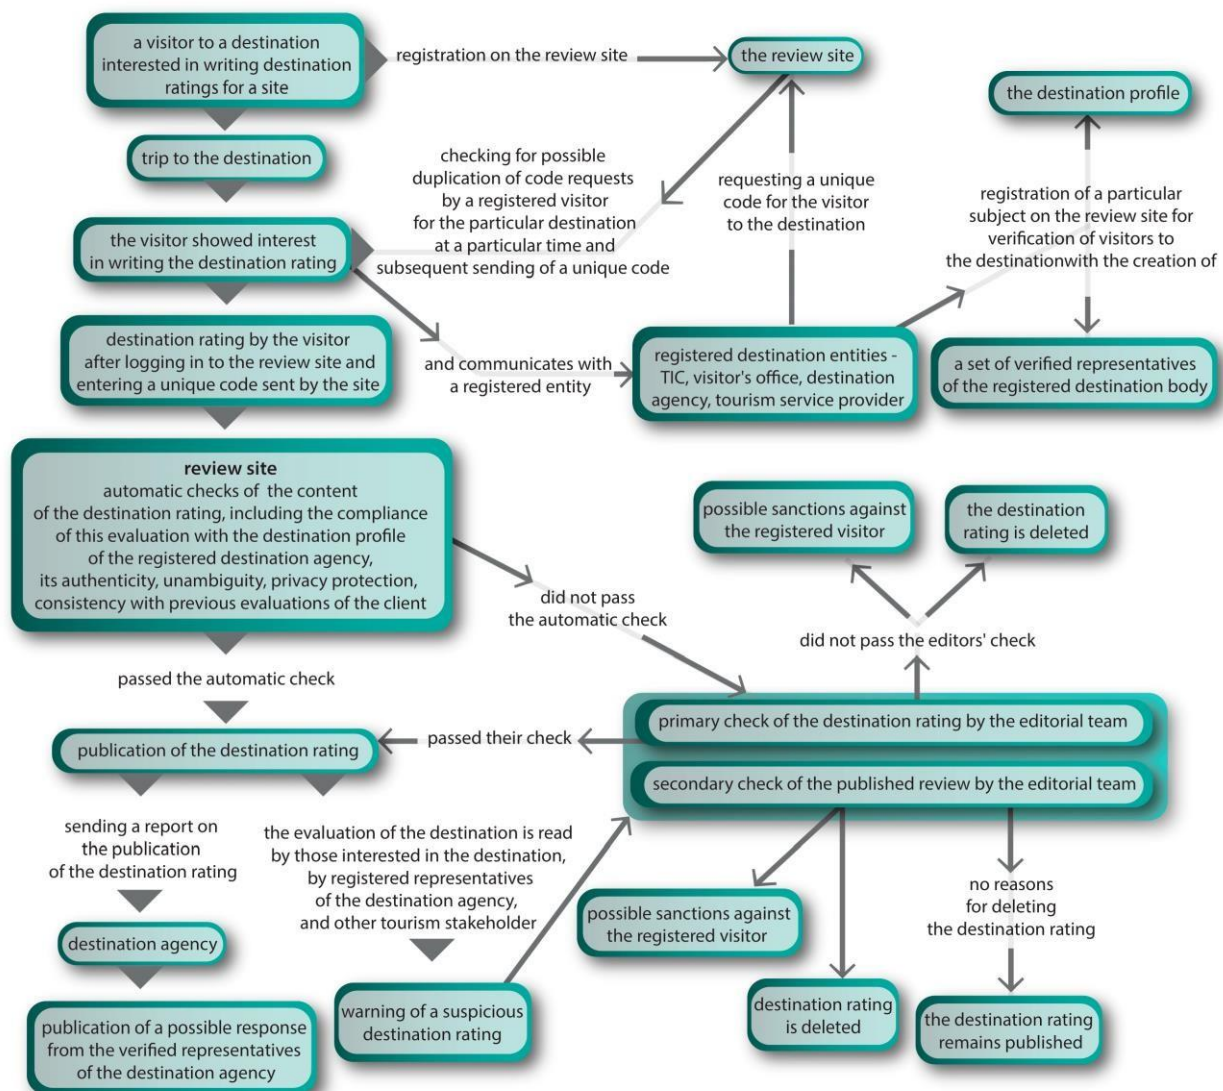 a visitor to a destination
interested in writing destination
ratings for a site
registration on the review site
the review site
the destination profile
trip to the destination
checking for possible
duplication of code requests
by a registered visitor
for the particular destination
at a particular time and
subsequent sending of a unique code
requesting a unique
code for the visitor
to the destination
registration of a particular
subject on the review site for
verification of visitors to
the destinationwith the creation of
the visitor showed interest
in writing the destination rating
destination rating by the visitor
after logging in to the review site and
entering a unique code sent by the site
and communicates with
a registered entity
registered destination entities -
TIC, visitor's office, destination
agency, tourism service provider
a set of verified representatives
of the registered destination body
review site
automatic checks of the content
of the destination rating, including the compliance
of this evaluation with the destination profile
of the registered destination agency,
its authenticity, unambiguity, privacy protection,
consistency with previous evaluations of the client
possible sanctions against
the registered visitor
the destination
rating is deleted
did not pass
the automatic check
did not pass the editors' check
passed the automatic check
primary check of the destination rating by the editorial team
publication of the destination rating
passed their check
secondary check of the published review by the editorial team
sending a report on
the publication
of the destination rating
the evaluation of the destination is read
by those interested in the destination,
by registered representatives
of the destination agency,
and other tourism stakeholder
possible sanctions against
the registered visitor
no reasons
for deleting
the destination rating
destination agency
warning of a suspicious
destination rating
destination rating
is deleted
the destination rating
remains published
publication of a possible response
from the verified representatives
of the destination agency